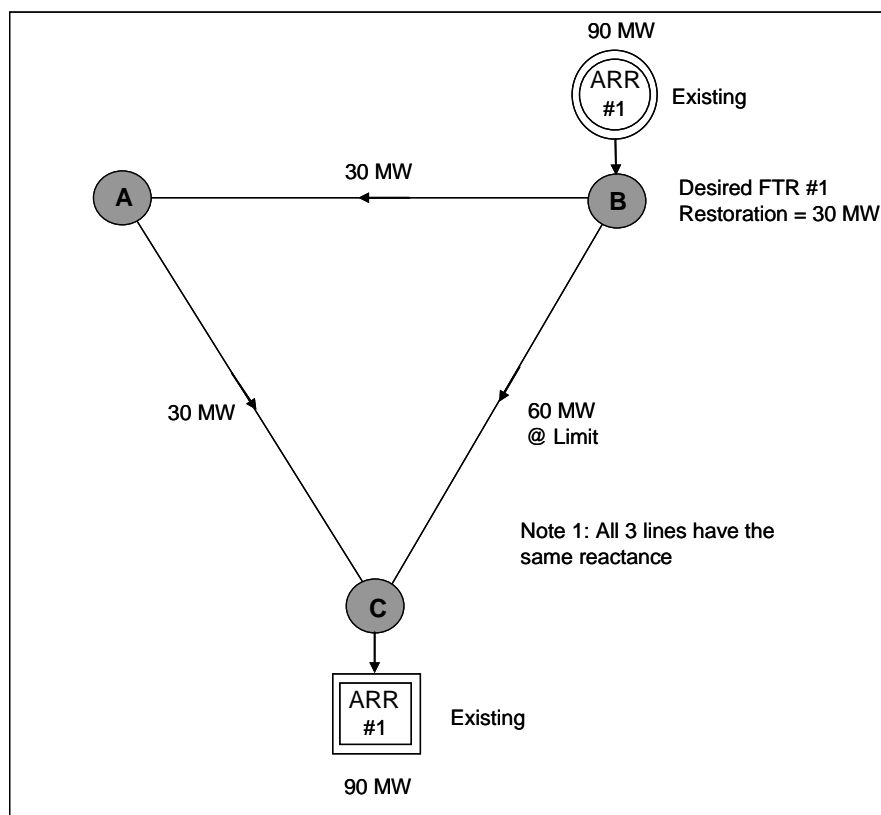 90 MW
ARR
#1
Existing
30 MW
A
B
Desired FTR #1
Restoration = 30 MW
30 MW
60 MW
@ Limit
Note 1: All 3 lines have the
same reactance
C
ARR
#1
Existing
90 MW